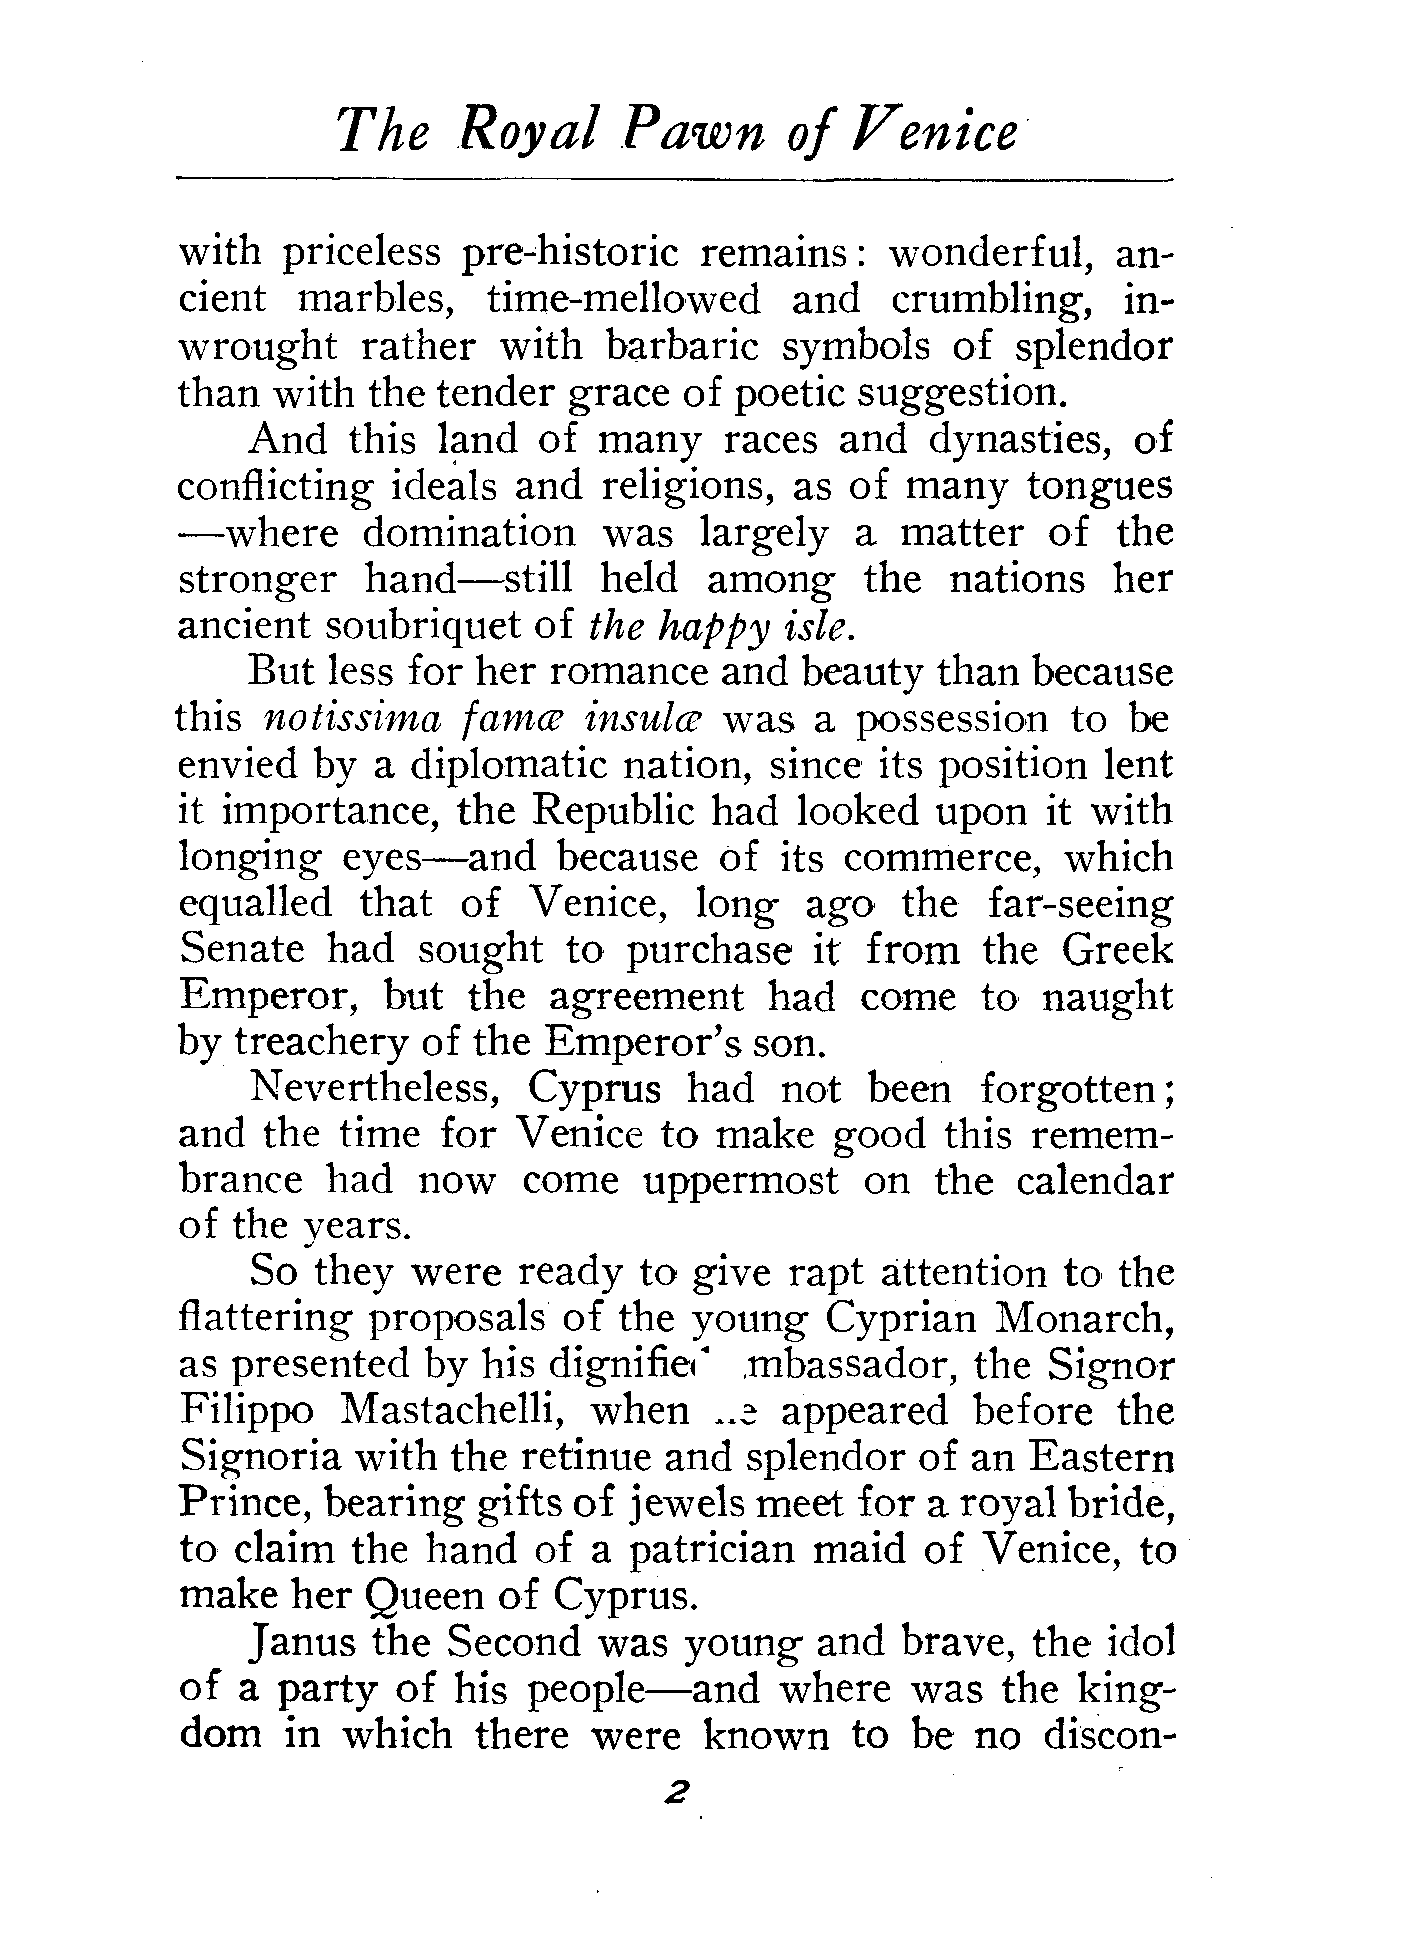 The Royal Pawn of Venice
with priceless pre-historic remains: wonderful, an-
cient marbles, time-mellowed and crumbling, in-
wrought rather with barbaric symbols of splendor
than with the tender grace of poetic suggestion.
And this land of many races and dynasties, of
conflicting ideals and religions, as of many tongues
—where domination was largely a matter of the
stronger hand—still held among the nations her
ancient soubriquet of the happy isle.
But less for her romance and beauty than because
this notissima famæ insulæ was a possession to be
envied by a diplomatic nation, since its position lent
it importance, the Republic had looked upon it with
longing eyes—and because of its commerce, which
equalled that of Venice, long ago the far-seeing
Senate had sought to purchase it from the Greek
Emperor, but the agreement had come to naught
by treachery of the Emperor's son.
Nevertheless, Cyprus had not been forgotten;
and the time for Venice to make good this remem-
brance had now come uppermost on the calendar
of the years.
So they were ready to give rapt attention to the
flattering proposals of the young Cyprian Monarch,
as presented by his the Signor
Filippo Mastachelli, when appeared before the
Signoria with the retinue and splendor of an Eastern
Prince, bearing gifts of jewels meet for a royal bride,
to claim the hand of a patrician maid of Venice, to
make her Queen of Cyprus.
Janus the Second was young and brave, the idol
of a party of his people—and where was the king-
dom in which there were known to be no discon-
2